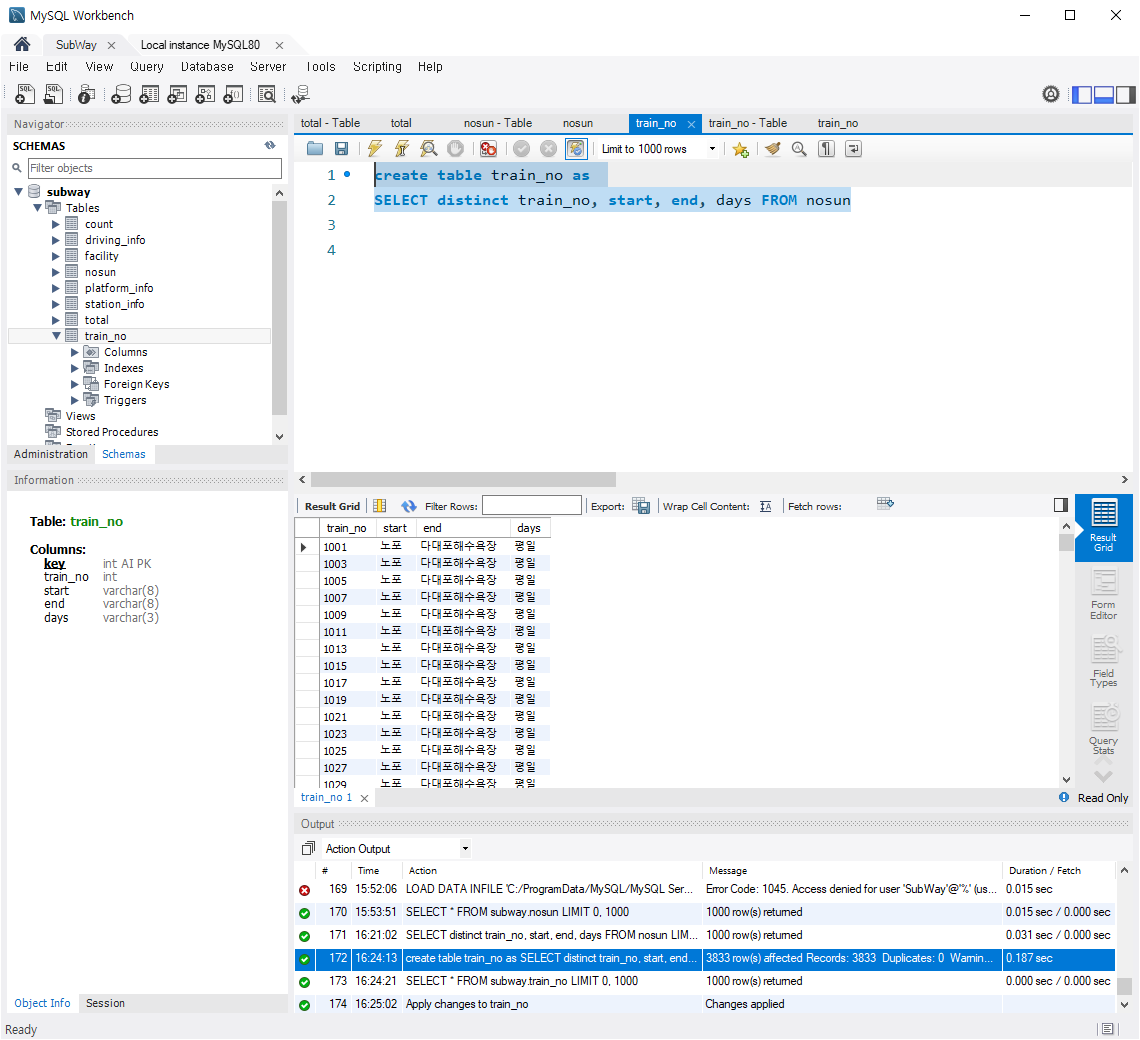 MySQL Workbench
SubWay
Local instance MySQL80
File Edit View Query Database Server Tools Scripting Help
Navigator
SCHEMAS
Filter objects
subway
Tables
count
driving_info
facility
nosun
platform_info
station_info
total
train_no
Columns
Indexes
Foreign Keys
Triggers
Views
Stored Procedures
Administration Schemas
Information
Table: train_no
Columns:
key int AI PK
train_no int
start varchar(8)
end varchar(8)
days varchar(3)
Object Info Session
total - Table total nosun - Table nosun train_no train_no - Table train_no
Limit to 1000 rows
1 create table train_no as
2 SELECT distinct train_no, start, end, days FROM nosun
3
4
Result Grid Filter Rows: Export: Wrap Cell Content: Fetch rows:
train_no start end days
1001 노포 다대포해수욕장 평일
1003 노포 다대포해수욕장 평일
1005 노포 다대포해수욕장 평일
1007 노포 다대포해수욕장 평일
1009 노포 다대포해수욕장 평일
1011 노포 다대포해수욕장 평일
1013 노포 다대포해수욕장 평일
1015 노포 다대포해수욕장 평일
1017 노포 다대포해수욕장 평일
1019 노포 다대포해수욕장 평일
1021 노포 다대포해수욕장 평일
1023 노포 다대포해수욕장 평일
1025 노포 다대포해수욕장 평일
1027 노포 다대포해수욕장 평일
1029 노포 다대포해수욕장 평일
Result
Grid
Form
Editor
Field
Types
Query
Stats
train_no 1
Read Only
Output
Action Output
# Time Action Message Duration / Fetch
169 15:52:06 LOAD DATA INFILE 'C:/ProgramData/MySQL/MySQL Ser... Error Code: 1045. Access denied for user 'SubWay'@'%' (us... 0.015 sec
170 15:53:51 SELECT * FROM subway.nosun LIMIT 0, 1000 1000 row(s) returned 0.015 sec / 0.000 sec
171 16:21:02 SELECT distinct train_no, start, end, days FROM nosun LIM... 1000 row(s) returned 0.031 sec / 0.000 sec
172 16:24:13 create table train_no as SELECT distinct train_no, start, end... 3833 row(s) affected Records: 3833 Duplicates: 0 Warnin... 0.187 sec
173 16:24:21 SELECT * FROM subway.train_no LIMIT 0, 1000 1000 row(s) returned 0.000 sec / 0.000 sec
174 16:25:02 Apply changes to train_no Changes applied
Ready